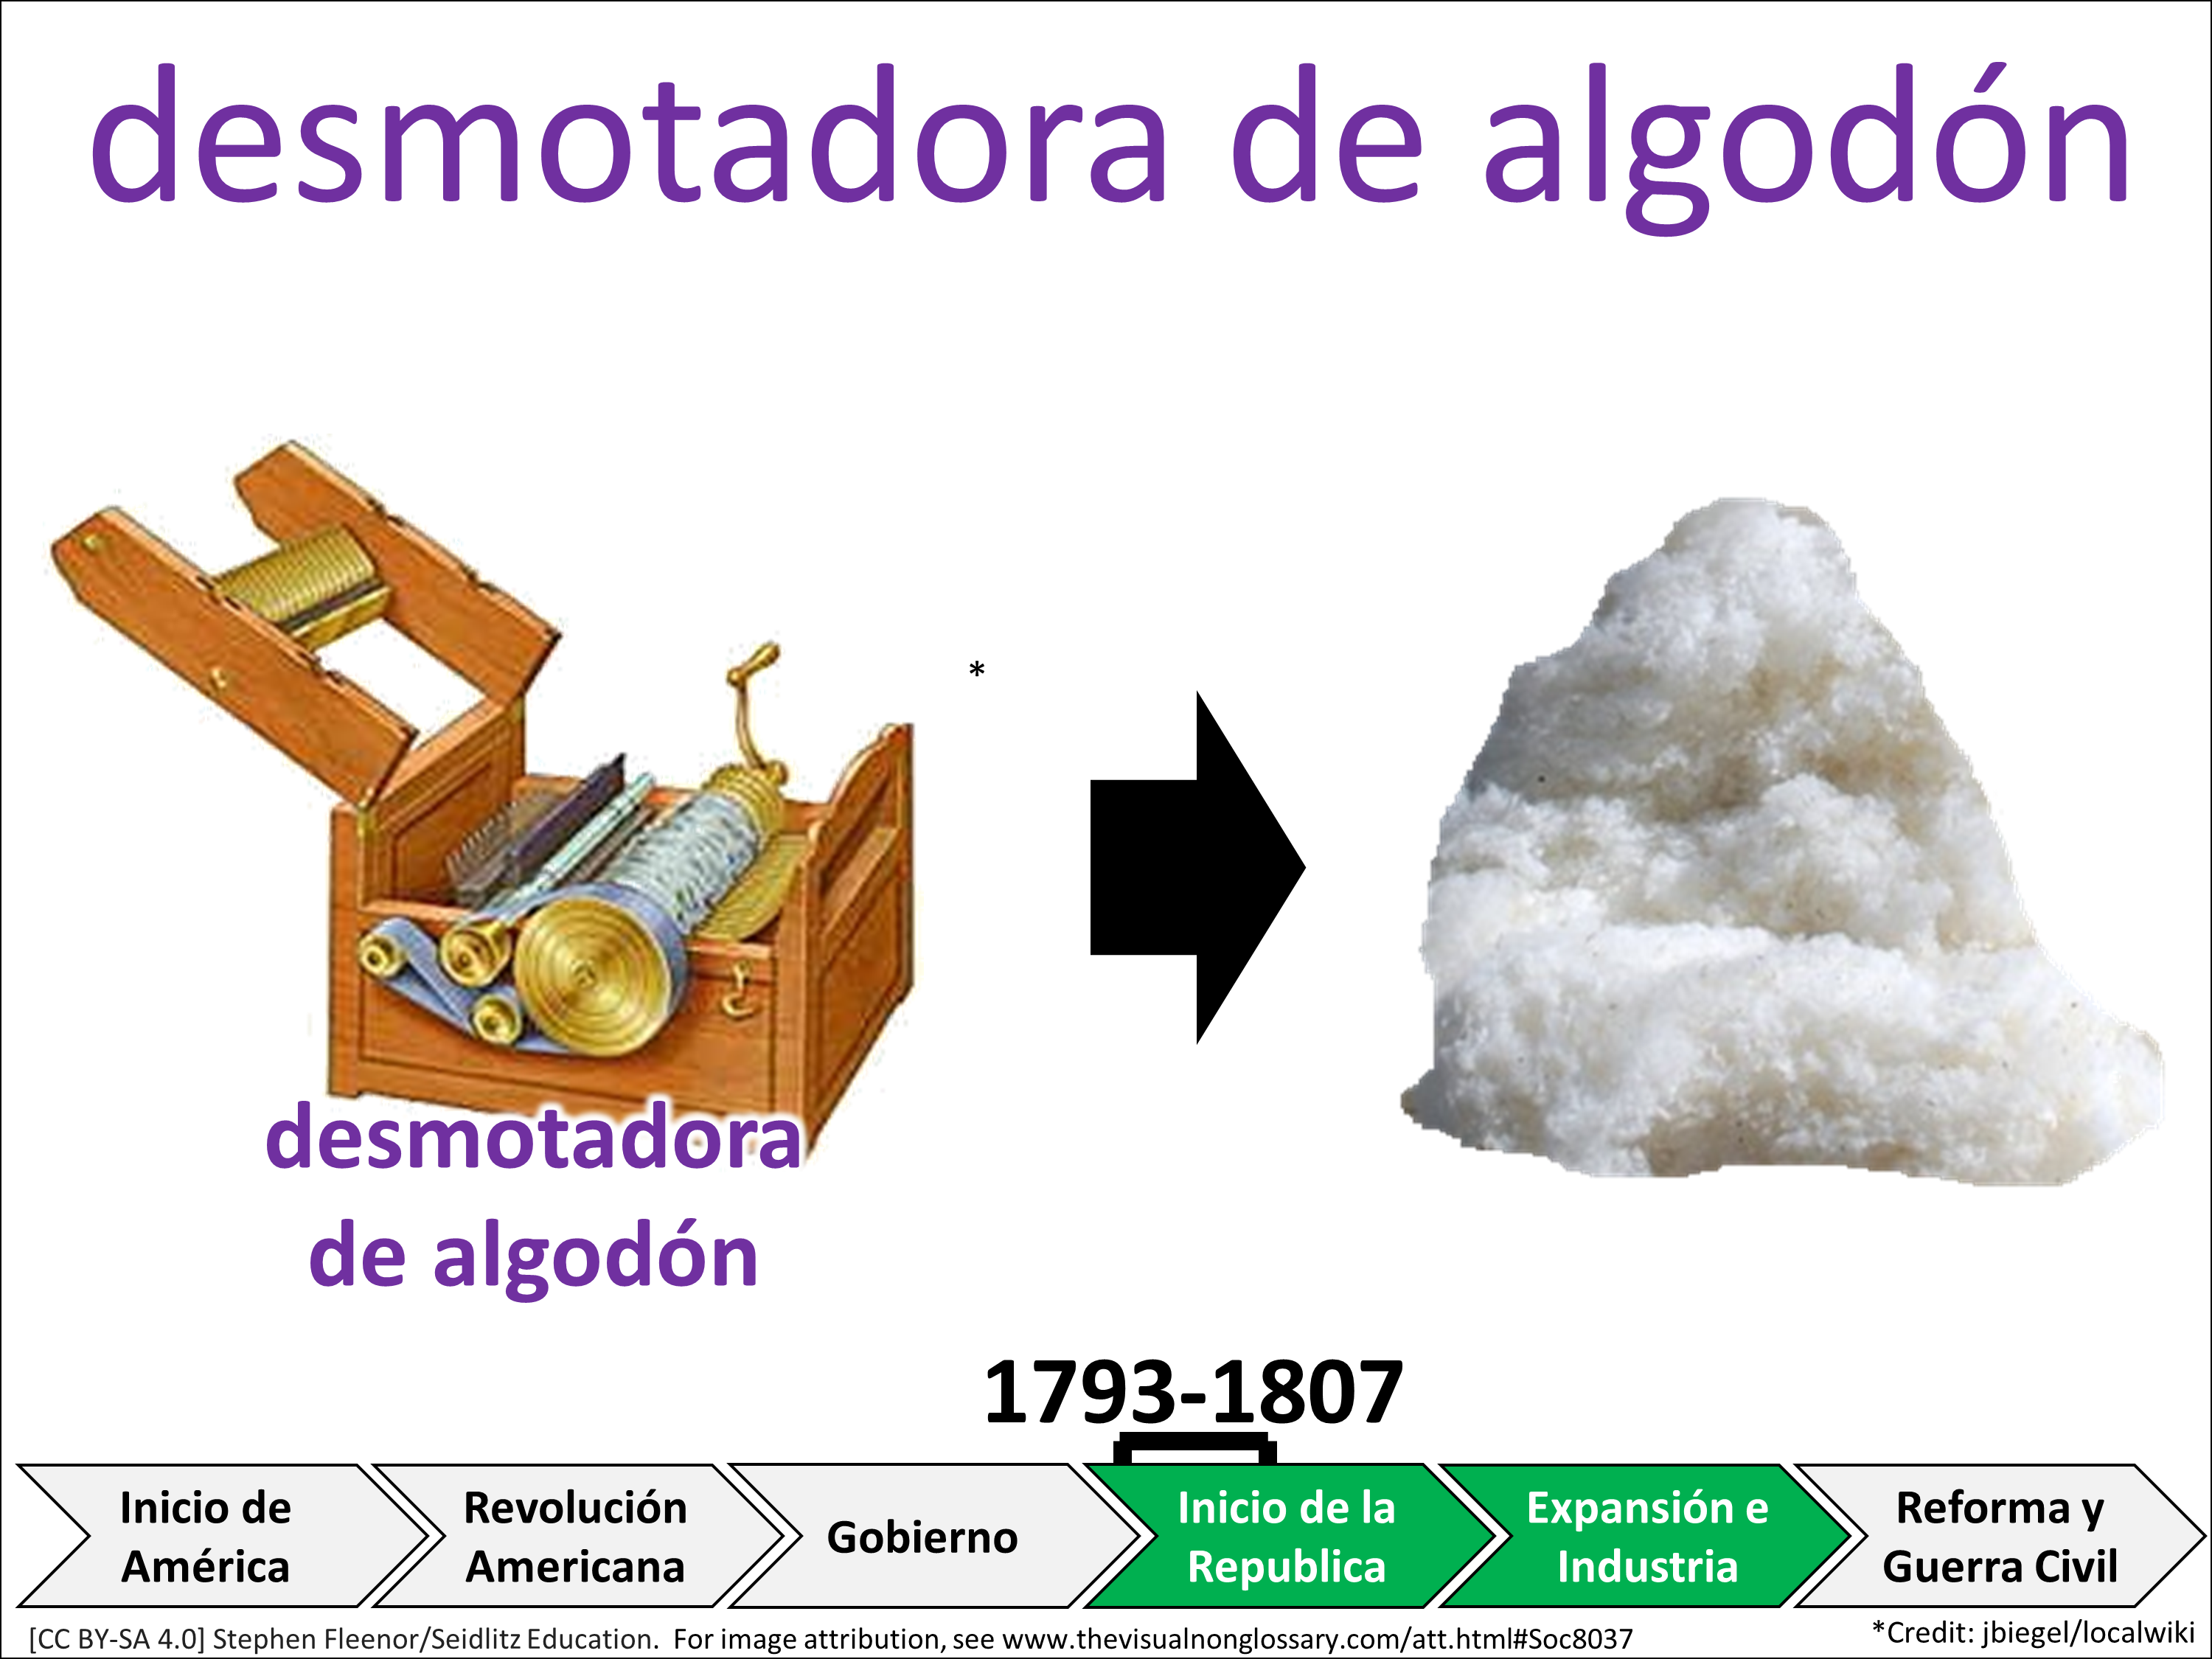 desmotadora de algodón
*
desmotadora
de algodón
1793-1807
Inicio de
América
Revolución
Americana
Gobierno
Inicio de la
Republica
Expansión e
Industria
Reforma y
Guerra Civil
[CC BY-SA 4.0] Stephen Fleenor/Seidlitz Education.  For image attribution, see www.thevisualnonglossary.com/att.html#Soc8037
*Credit: jbiegel/localwiki